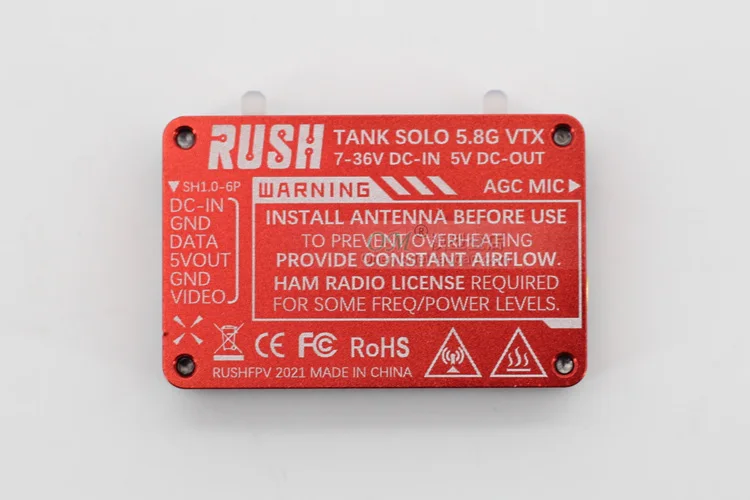 RUSH TANK SOLO 5.8G VTX
7-36V DC-IN 5V DC-OUT
▼SH1.0-6P
DC-IN
GND
DATA
5VOUT
GND
VIDEO
WARNING
AGC MIC▶
INSTALL ANTENNA BEFORE USE
TO PREVENT OVERHEATING
PROVIDE CONSTANT AIRFLOW.
HAM RADIO LICENSE REQUIRED
FOR SOME FREQ/POWER LEVELS.
CE FC RoHS
RUSHFPV 2021 MADE IN CHINA